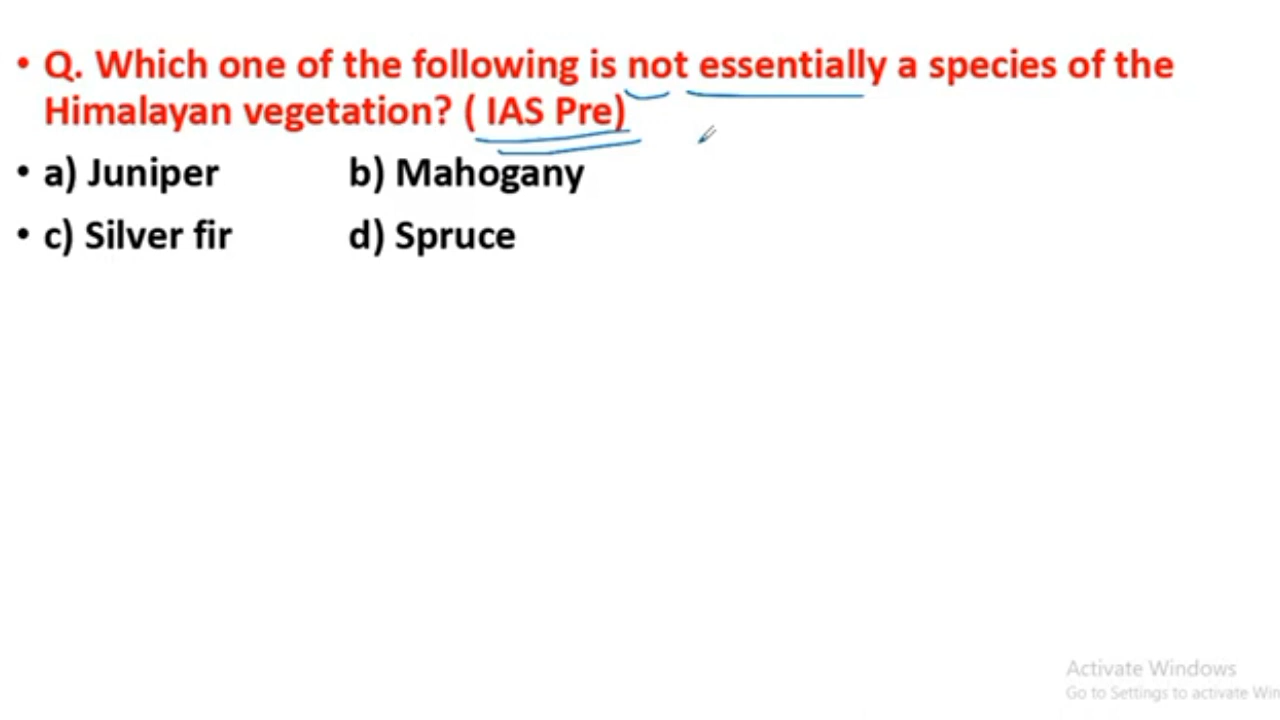 • Q. Which one of the following is not essentially a species of the
Himalayan vegetation? ( IAS Pre)
• a) Juniper b) Mahogany
• c) Silver fir d) Spruce
Activate Windows
Go to Settings to activate Win